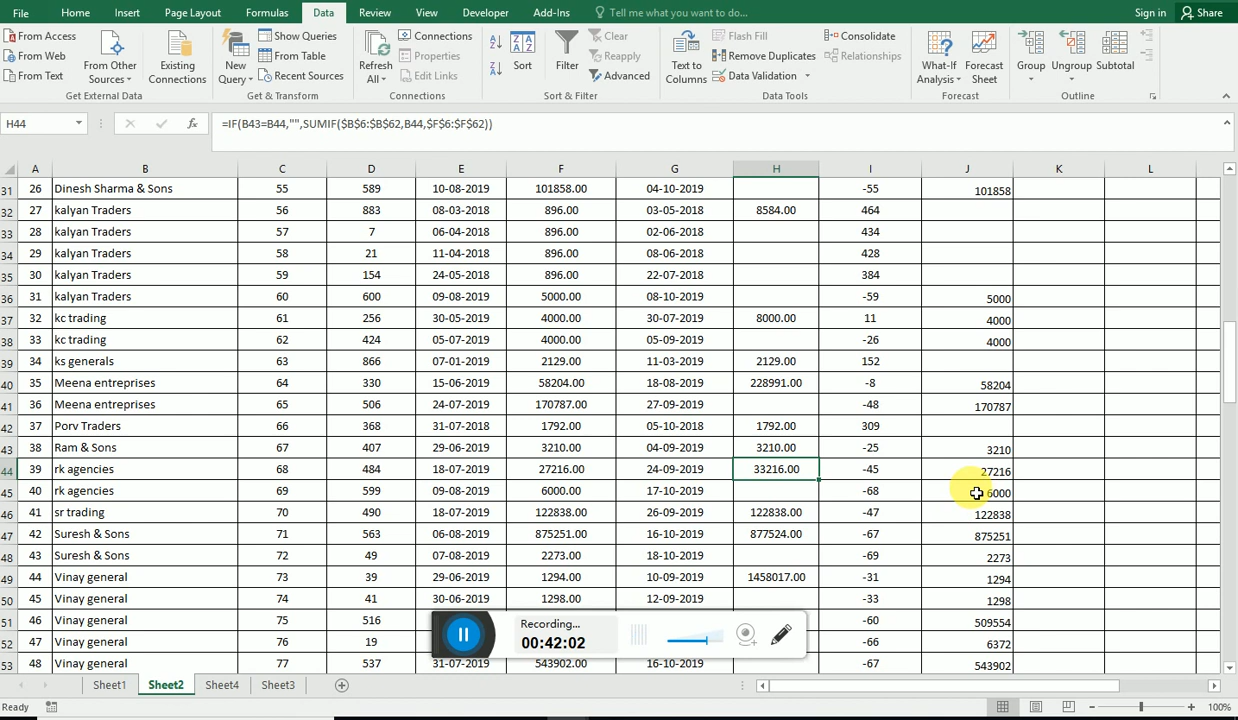 File Home Insert Page Layout Formulas Data Review View Developer Add-Ins Tell me what you want to do... Sign in Share
From Access
From Web
From Text
From Other Sources
Existing Connections
Get External Data
New Query
Show Queries
From Table
Recent Sources
Get & Transform
Refresh All
Connections
Properties
Edit Links
Connections
Sort
Filter
Clear
Reapply
Advanced
Sort & Filter
Text to Columns
Flash Fill
Remove Duplicates
Data Validation
Consolidate
Relationships
Data Tools
What-If Analysis
Forecast Sheet
Forecast
Group
Ungroup
Subtotal
Outline
H44 fx =IF(B43=B44,"",SUMIF($B$6:$B$62,B44,$F$6:$F$62))
A B C D E F G H I J K L
31 26 Dinesh Sharma & Sons 55 589 10-08-2019 101858.00 04-10-2019 -55 101858
32 27 kalyan Traders 56 883 08-03-2018 896.00 03-05-2018 8584.00 464
33 28 kalyan Traders 57 7 06-04-2018 896.00 02-06-2018 434
34 29 kalyan Traders 58 21 11-04-2018 896.00 08-06-2018 428
35 30 kalyan Traders 59 154 24-05-2018 896.00 22-07-2018 384
36 31 kalyan Traders 60 600 09-08-2019 5000.00 08-10-2019 -59 5000
37 32 kc trading 61 256 30-05-2019 4000.00 30-07-2019 8000.00 11 4000
38 33 kc trading 62 424 05-07-2019 4000.00 05-09-2019 -26 4000
39 34 ks generals 63 866 07-01-2019 2129.00 11-03-2019 2129.00 152
40 35 Meena entreprises 64 330 15-06-2019 58204.00 18-08-2019 228991.00 -8 58204
41 36 Meena entreprises 65 506 24-07-2019 170787.00 27-09-2019 -48 170787
42 37 Porv Traders 66 368 31-07-2018 1792.00 05-10-2018 1792.00 309
43 38 Ram & Sons 67 407 29-06-2019 3210.00 04-09-2019 3210.00 -25 3210
44 39 rk agencies 68 484 18-07-2019 27216.00 24-09-2019 33216.00 -45 27216
45 40 rk agencies 69 599 09-08-2019 6000.00 17-10-2019 -68 6000
46 41 sr trading 70 490 18-07-2019 122838.00 26-09-2019 122838.00 -47 122838
47 42 Suresh & Sons 71 563 06-08-2019 875251.00 16-10-2019 877524.00 -67 875251
48 43 Suresh & Sons 72 49 07-08-2019 2273.00 18-10-2019 -69 2273
49 44 Vinay general 73 39 29-06-2019 1294.00 10-09-2019 1458017.00 -31 1294
50 45 Vinay general 74 41 30-06-2019 1298.00 12-09-2019 -33 1298
51 46 Vinay general 75 516 -60 509554
52 47 Vinay general 76 19 -66 6372
53 48 Vinay general 77 537 31-07-2019 543902.00 16-10-2019 -67 543902
Recording...
00:42:02
Sheet1 Sheet2 Sheet4 Sheet3
Ready 100%